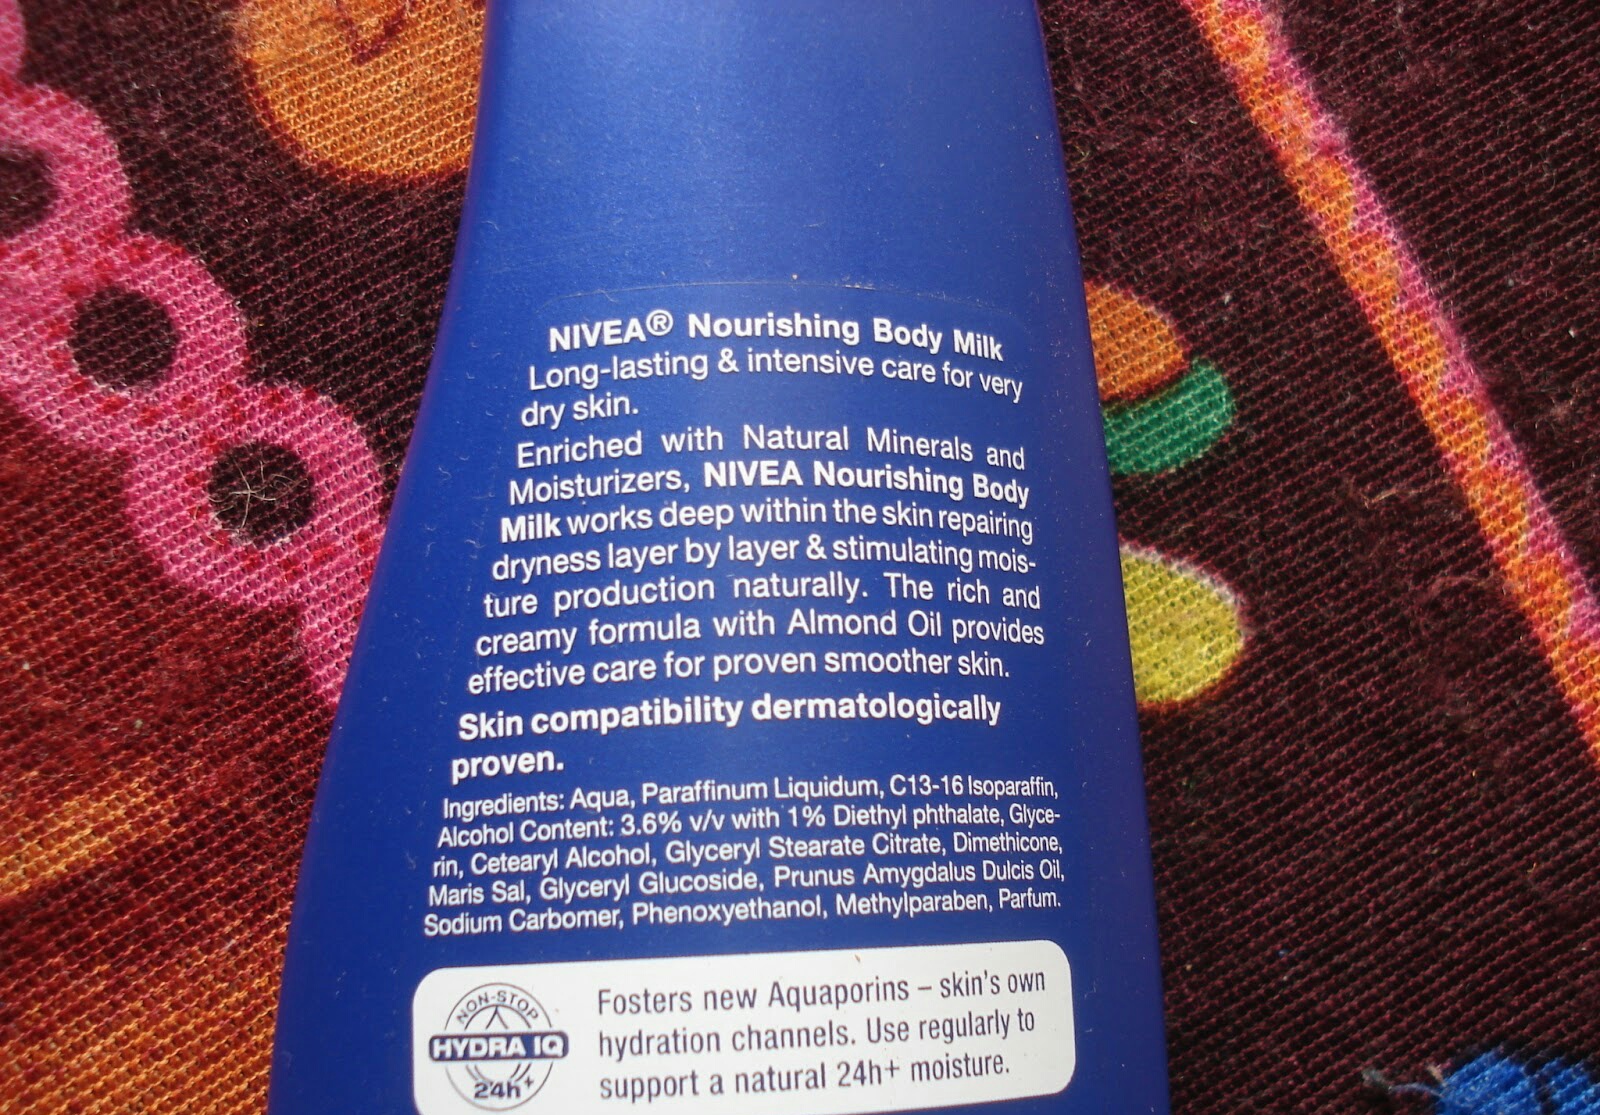 NIVEA® Nourishing Body Milk
Long-lasting & intensive care for very
dry skin.
Enriched with Natural Minerals and
Moisturizers, NIVEA Nourishing Body
Milk works deep within the skin repairing
dryness layer by layer & stimulating mois-
ture production naturally. The rich and
creamy formula with Almond Oil provides
effective care for proven smoother skin.
Skin compatibility dermatologically
proven.
Ingredients: Aqua, Paraffinum Liquidum, C13-16 Isoparaffin,
Alcohol Content: 3.6% v/v with 1% Diethyl phthalate, Glyce-
rin, Cetearyl Alcohol, Glyceryl Stearate Citrate, Dimethicone,
Maris Sal, Glyceryl Glucoside, Prunus Amygdalus Dulcis Oil,
Sodium Carbomer, Phenoxyethanol, Methylparaben, Parfum.
NON-STOP
HYDRA IQ
24h+
Fosters new Aquaporins – skin's own
hydration channels. Use regularly to
support a natural 24h+ moisture.